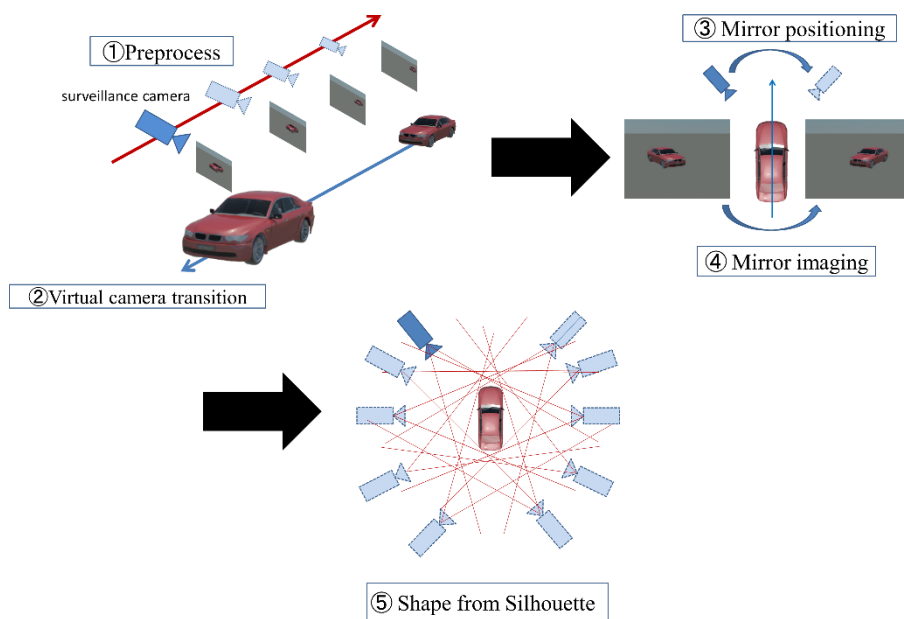 ①Preprocess
surveillance camera
②Virtual camera transition
③ Mirror positioning
④ Mirror imaging
⑤ Shape from Silhouette